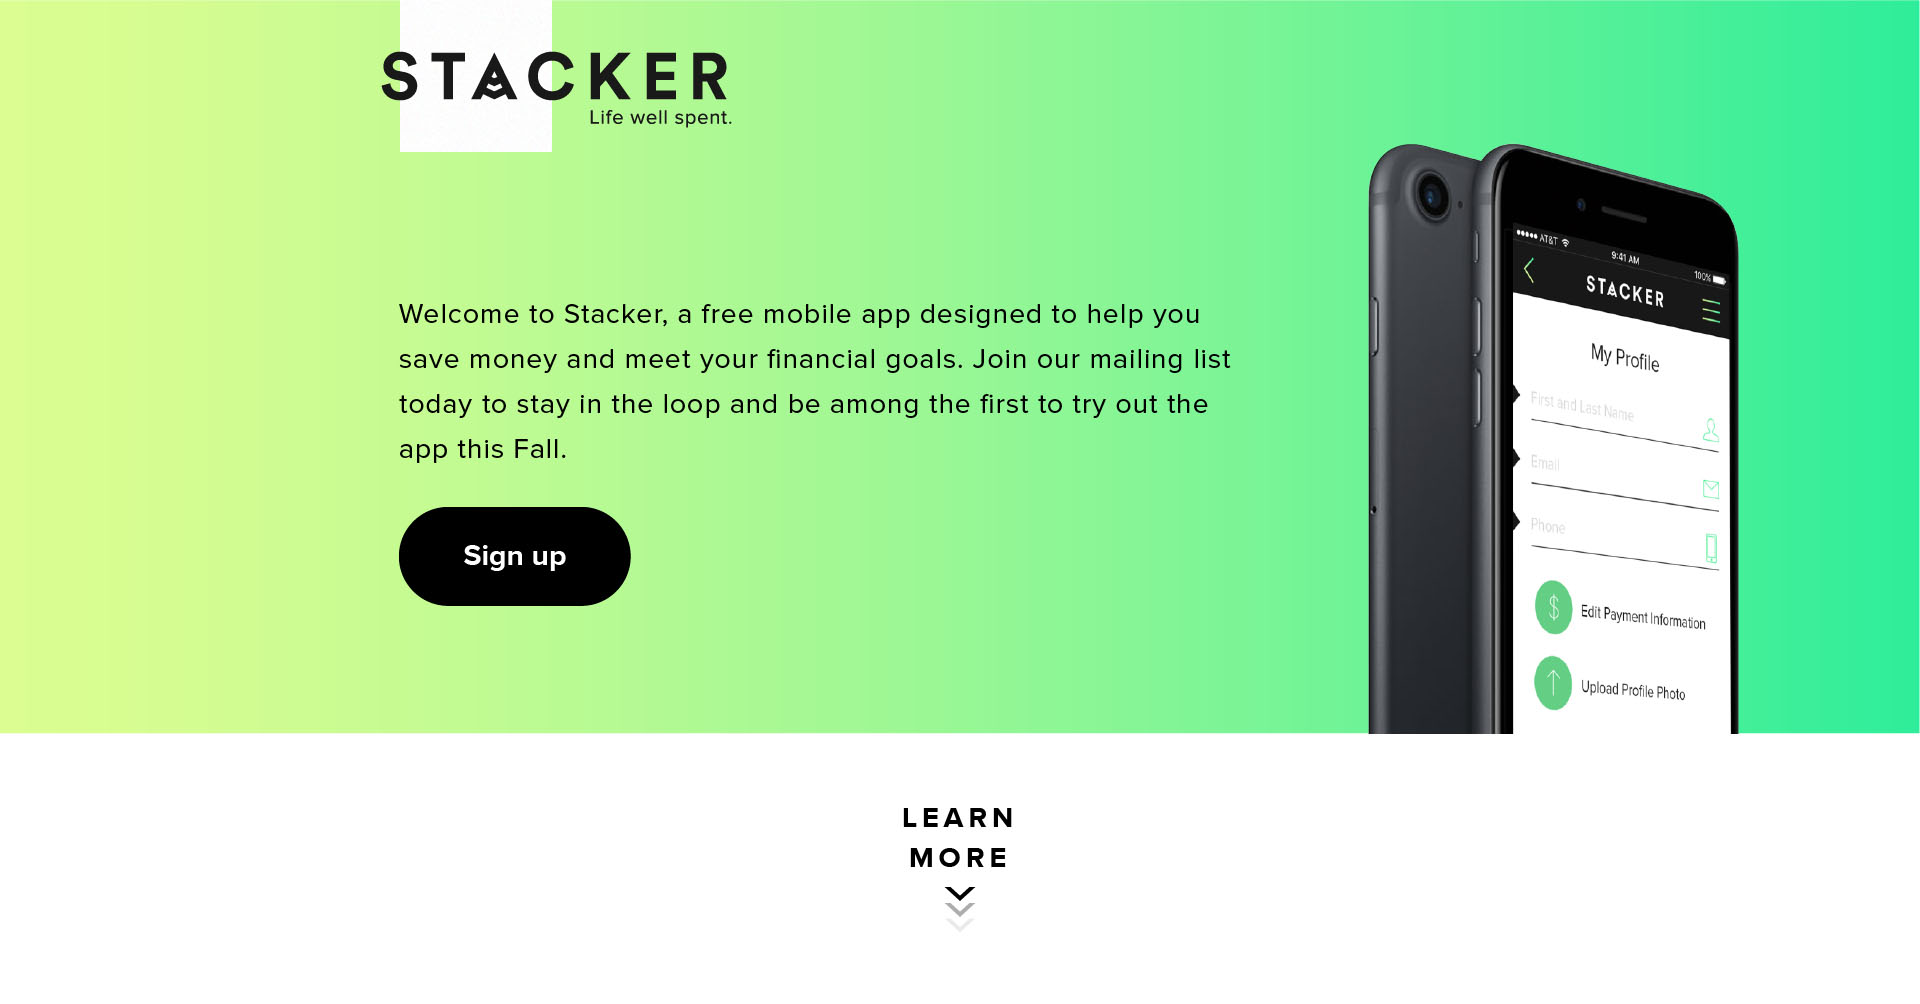 STACKER
Life well spent.
Welcome to Stacker, a free mobile app designed to help you
save money and meet your financial goals. Join our mailing list
today to stay in the loop and be among the first to try out the
app this Fall.
Sign up
AT&T
9:41 AM
100%
STACKER
My Profile
First and Last Name
Email
Phone
$
Edit Payment Information
Upload Profile Photo
LEARN
MORE